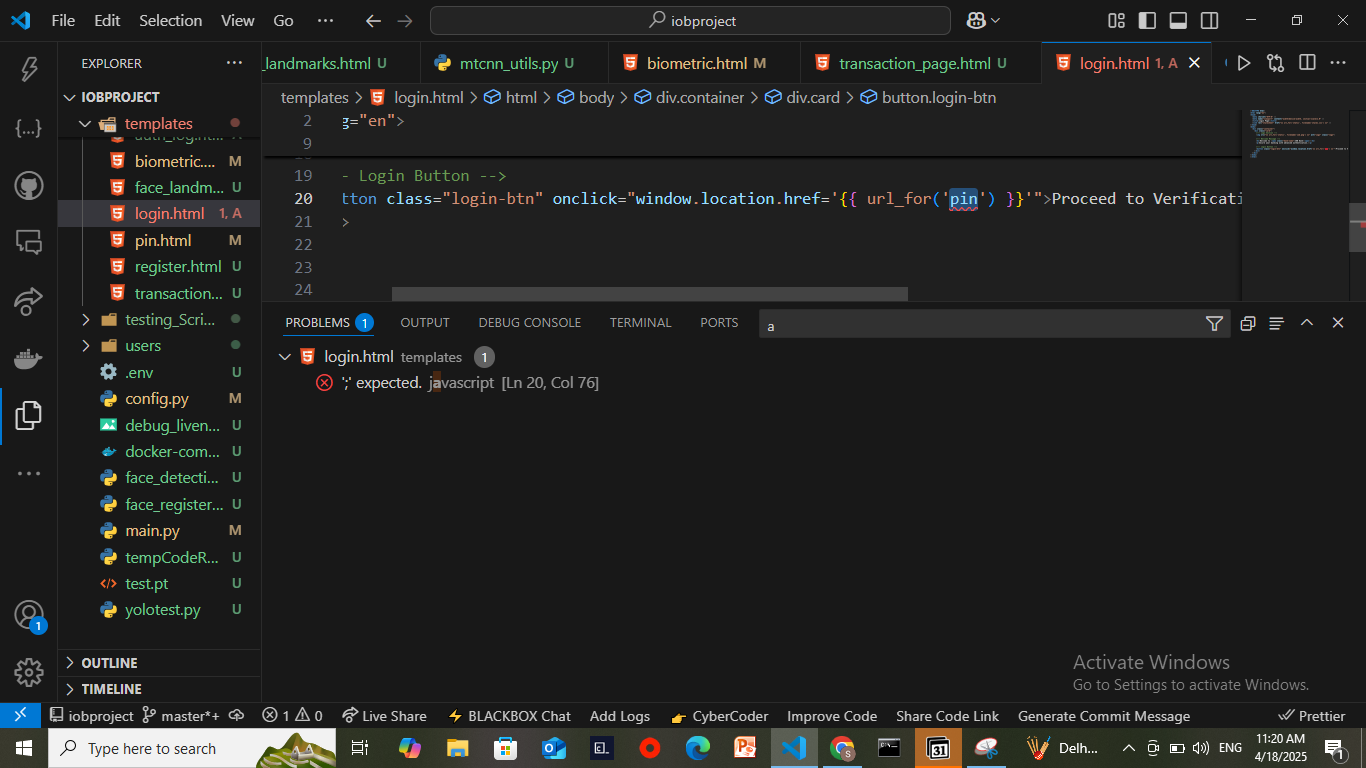 File Edit Selection View Go ··· iobproject
EXPLORER ···
_landmarks.html U mtcnn_utils.py U biometric.html M transaction_page.html U login.html 1, A
IOBPROJECT
templates > login.html > html > body > div.container > div.card > button.login-btn
templates
biometric.... M
face_landm... U
login.html 1, A
pin.html M
register.html U
transaction... U
testing_Scri...
users
.env U
config.py M
debug_liven... U
docker-com... U
face_detecti... U
face_register... U
main.py M
tempCodeR... U
test.pt U
yolotest.py U
OUTLINE
TIMELINE
2 g="en">
9
19 - Login Button -->
20 tton class="login-btn" onclick="window.location.href='{{ url_for('pin') }}'">Proceed to Verificati
21 >
22
23
24
PROBLEMS 1 OUTPUT DEBUG CONSOLE TERMINAL PORTS a
login.html templates 1
';' expected. javascript [Ln 20, Col 76]
Activate Windows
Go to Settings to activate Windows.
1
iobproject master*+ 1 0 Live Share BLACKBOX Chat Add Logs CyberCoder Improve Code Share Code Link Generate Commit Message Prettier
Type here to search 31 Delh... ENG 11:20 AM
4/18/2025 1